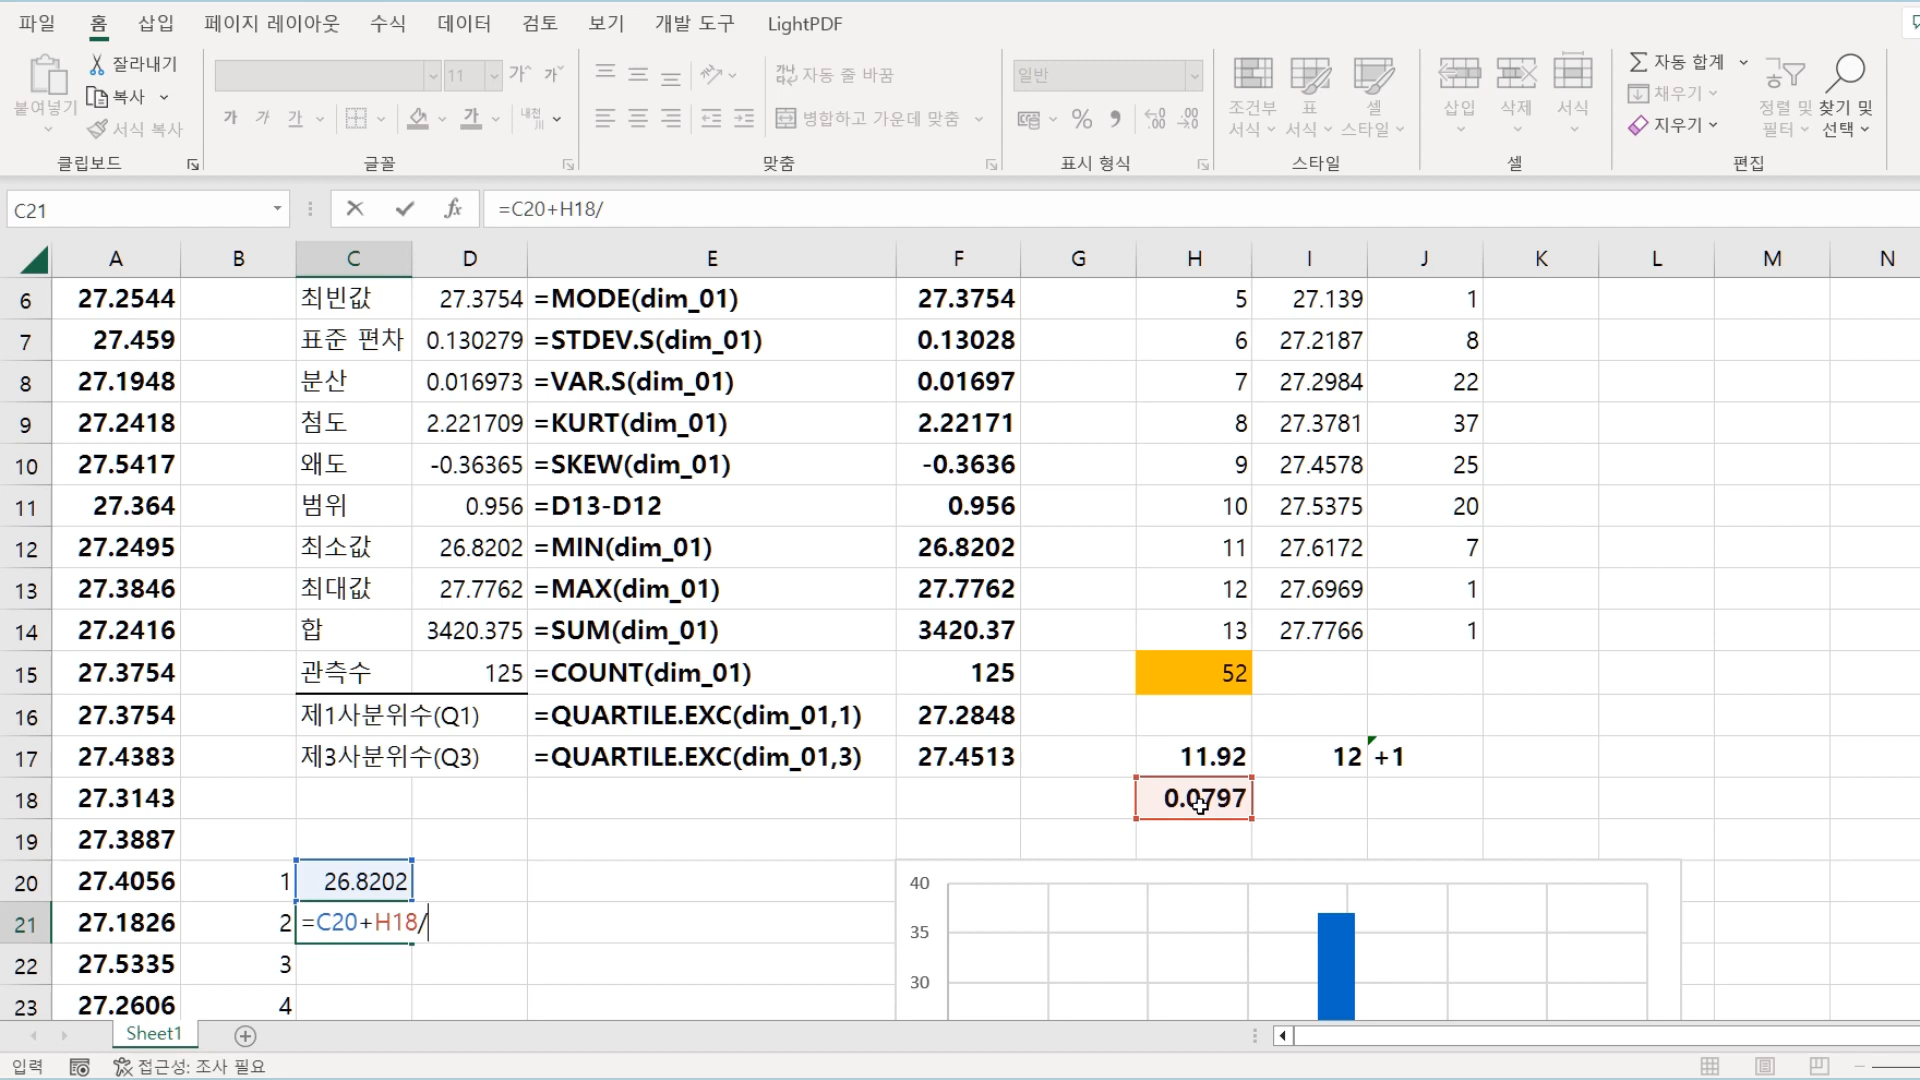 파일 홈 삽입 페이지 레이아웃 수식 데이터 검토 보기 개발 도구 LightPDF
붙여넣기 잘라내기 복사 서식 복사
클립보드
11 가 가
가 가 가 가 내천
글꼴
가나다라 자동 줄 바꿈
병합하고 가운데 맞춤
맞춤
일반
% 9 .00 .00
표시 형식
조건부 서식 표 서식 셀 스타일
스타일
삽입 삭제 서식
셀
자동 합계
채우기
지우기
정렬 및 필터 찾기 및 선택
편집
C21 fx =C20+H18/
A B C D E F G H I J K L M N
6 27.2544 최빈값 27.3754 =MODE(dim_01) 27.3754 5 27.139 1
7 27.459 표준 편차 0.130279 =STDEV.S(dim_01) 0.13028 6 27.2187 8
8 27.1948 분산 0.016973 =VAR.S(dim_01) 0.01697 7 27.2984 22
9 27.2418 첨도 2.221709 =KURT(dim_01) 2.22171 8 27.3781 37
10 27.5417 왜도 -0.36365 =SKEW(dim_01) -0.3636 9 27.4578 25
11 27.364 범위 0.956 =D13-D12 0.956 10 27.5375 20
12 27.2495 최소값 26.8202 =MIN(dim_01) 26.8202 11 27.6172 7
13 27.3846 최대값 27.7762 =MAX(dim_01) 27.7762 12 27.6969 1
14 27.2416 합 3420.375 =SUM(dim_01) 3420.37 13 27.7766 1
15 27.3754 관측수 125 =COUNT(dim_01) 125 52
16 27.3754 제1사분위수(Q1) =QUARTILE.EXC(dim_01,1) 27.2848
17 27.4383 제3사분위수(Q3) =QUARTILE.EXC(dim_01,3) 27.4513 11.92 12 +1
18 27.3143 0.0797
19 27.3887
20 27.4056 1 26.8202
21 27.1826 2 =C20+H18/
22 27.5335 3
23 27.2606 4
40
35
30
Sheet1
입력 접근성: 조사 필요